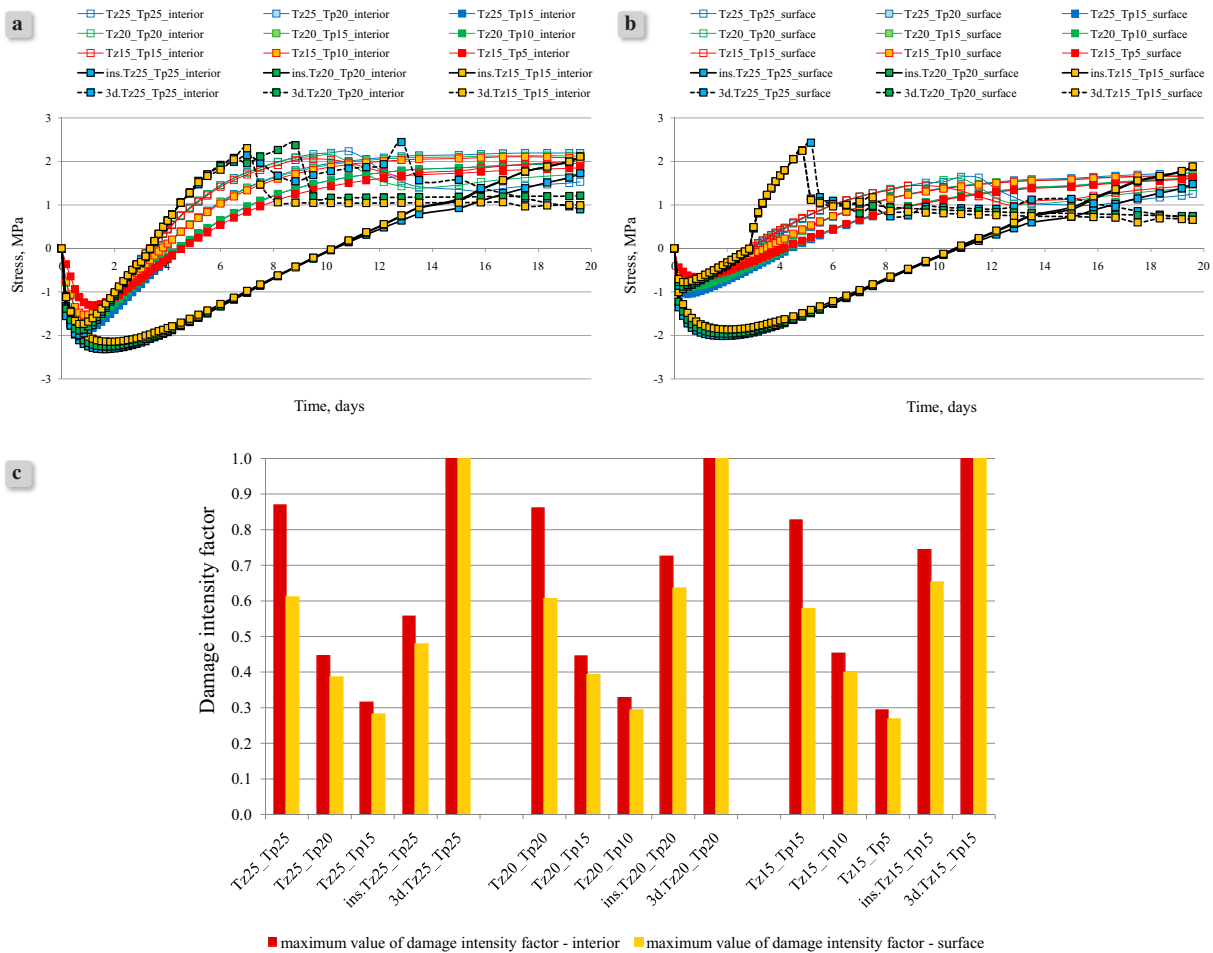 a
Tz25_Tp25_interior Tz25_Tp20_interior Tz25_Tp15_interior
Tz20_Tp20_interior Tz20_Tp15_interior Tz20_Tp10_interior
Tz15_Tp15_interior Tz15_Tp10_interior Tz15_Tp5_interior
ins.Tz25_Tp25_interior ins.Tz20_Tp20_interior ins.Tz15_Tp15_interior
3d.Tz25_Tp25_interior 3d.Tz20_Tp20_interior 3d.Tz15_Tp15_interior
3
2
1
0
-1
-2
-3
Stress, MPa
0 2 4 6 8 10 12 14 16 18 20
Time, days
b
Tz25_Tp25_surface Tz25_Tp20_surface Tz25_Tp15_surface
Tz20_Tp20_surface Tz20_Tp15_surface Tz20_Tp10_surface
Tz15_Tp15_surface Tz15_Tp10_surface Tz15_Tp5_surface
ins.Tz25_Tp25_surface ins.Tz20_Tp20_surface ins.Tz15_Tp15_surface
3d.Tz25_Tp25_surface 3d.Tz20_Tp20_surface 3d.Tz15_Tp15_surface
3
2
1
0
-1
-2
-3
Stress, MPa
0 2 4 6 8 10 12 14 16 18 20
Time, days
c
1.0
0.9
0.8
0.7
0.6
0.5
0.4
0.3
0.2
0.1
0.0
Damage intensity factor
Tz25_Tp25
Tz25_Tp20
Tz25_Tp15
ins.Tz25_Tp25
3d.Tz25_Tp25
Tz20_Tp20
Tz20_Tp15
Tz20_Tp10
ins.Tz20_Tp20
3d.Tz20_Tp20
Tz15_Tp15
Tz15_Tp10
Tz15_Tp5
ins.Tz15_Tp15
3d.Tz15_Tp15
maximum value of damage intensity factor - interior maximum value of damage intensity factor - surface